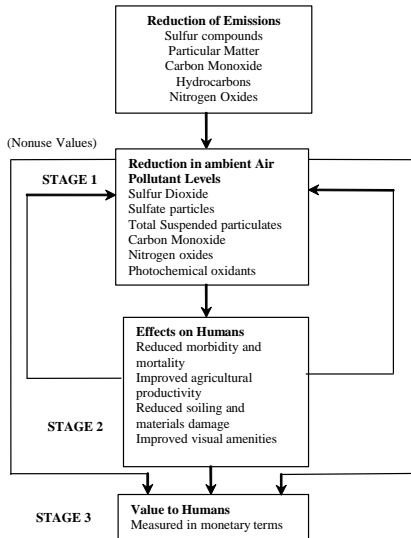 Reduction of Emissions
Sulfur compounds
Particular Matter
Carbon Monoxide
Hydrocarbons
Nitrogen Oxides
(Nonuse Values)
STAGE 1
Reduction in ambient Air
Pollutant Levels
Sulfur Dioxide
Sulfate particles
Total Suspended particulates
Carbon Monoxide
Nitrogen oxides
Photochemical oxidants
Effects on Humans
Reduced morbidity and
mortality
Improved agricultural
productivity
Reduced soiling and
materials damage
Improved visual amenities
STAGE 2
STAGE 3
Value to Humans
Measured in monetary terms